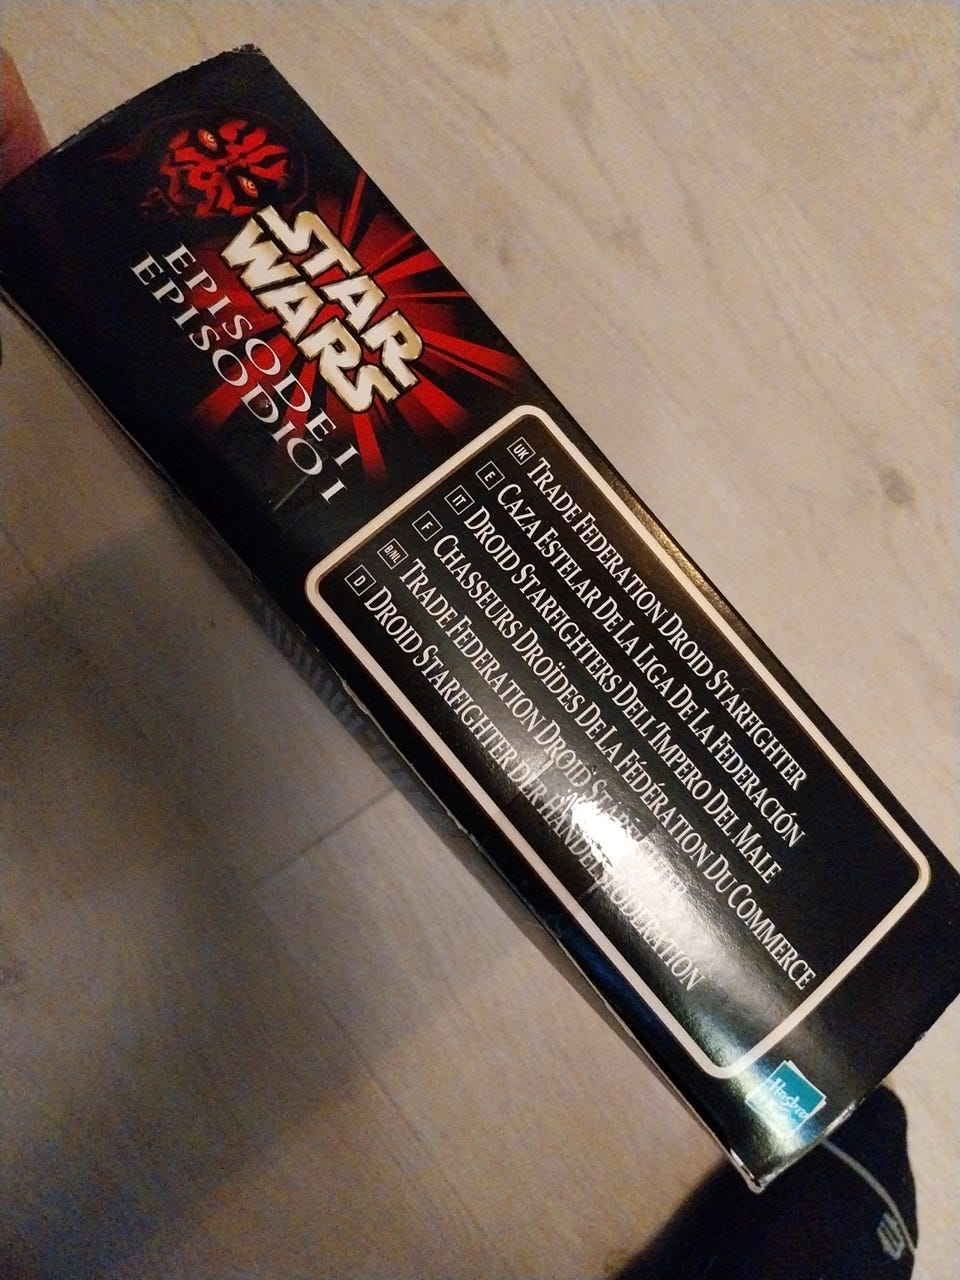 STAR
WARS
EPISODE I
EPISODIO I
UK TRADE FEDERATION DROID STARFIGHTER
E CAZA ESTELAR DE LA LIGA DE LA FEDERACIÓN
IT DROID STARFIGHTERS DELL'IMPERO DEL MALE
F CHASSEURS DROÏDES DE LA FÉDÉRATION DU COMMERCE
B/NL TRADE FEDERATION DROID STARFIGHTER
D DROID STARFIGHTER DER HANDELSFÖDERATION
Hasbro